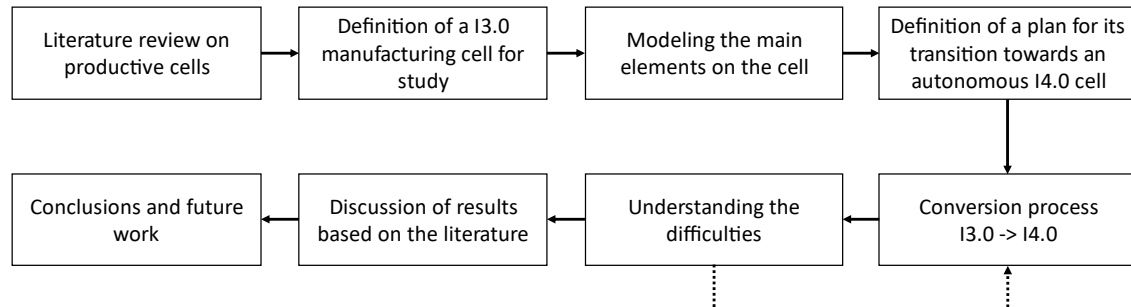 Literature review on
productive cells
Definition of a I3.0
manufacturing cell for
study
Modeling the main
elements on the cell
Definition of a plan for its
transition towards an
autonomous I4.0 cell
Conclusions and future
work
Discussion of results
based on the literature
Understanding the
difficulties
Conversion process
I3.0 -> I4.0